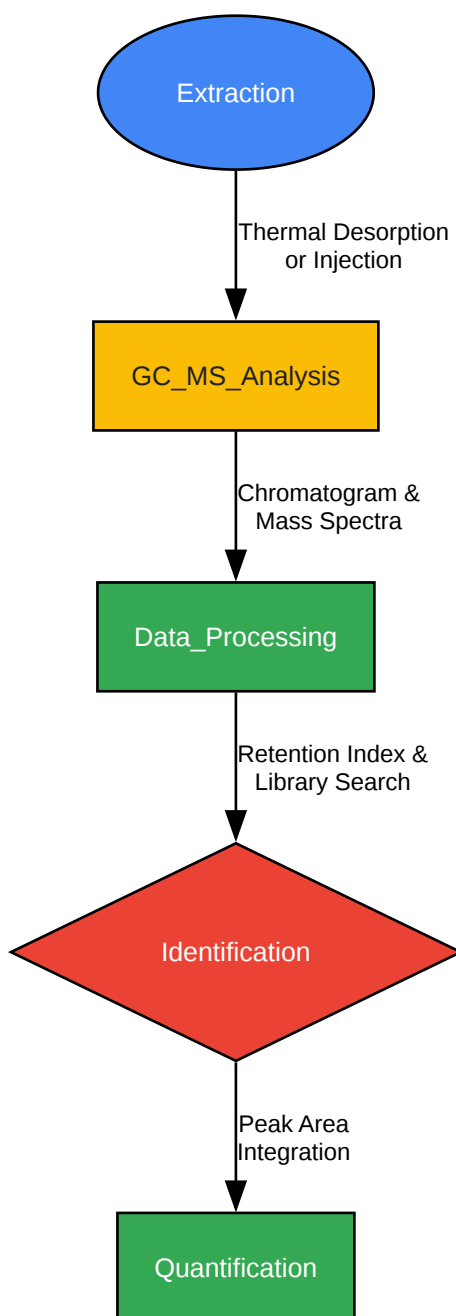 Extraction
Thermal Desorption
or Injection
GC_MS_Analysis
Chromatogram &
Mass Spectra
Data_Processing
Retention Index &
Library Search
Identification
Peak Area
Integration
Quantification